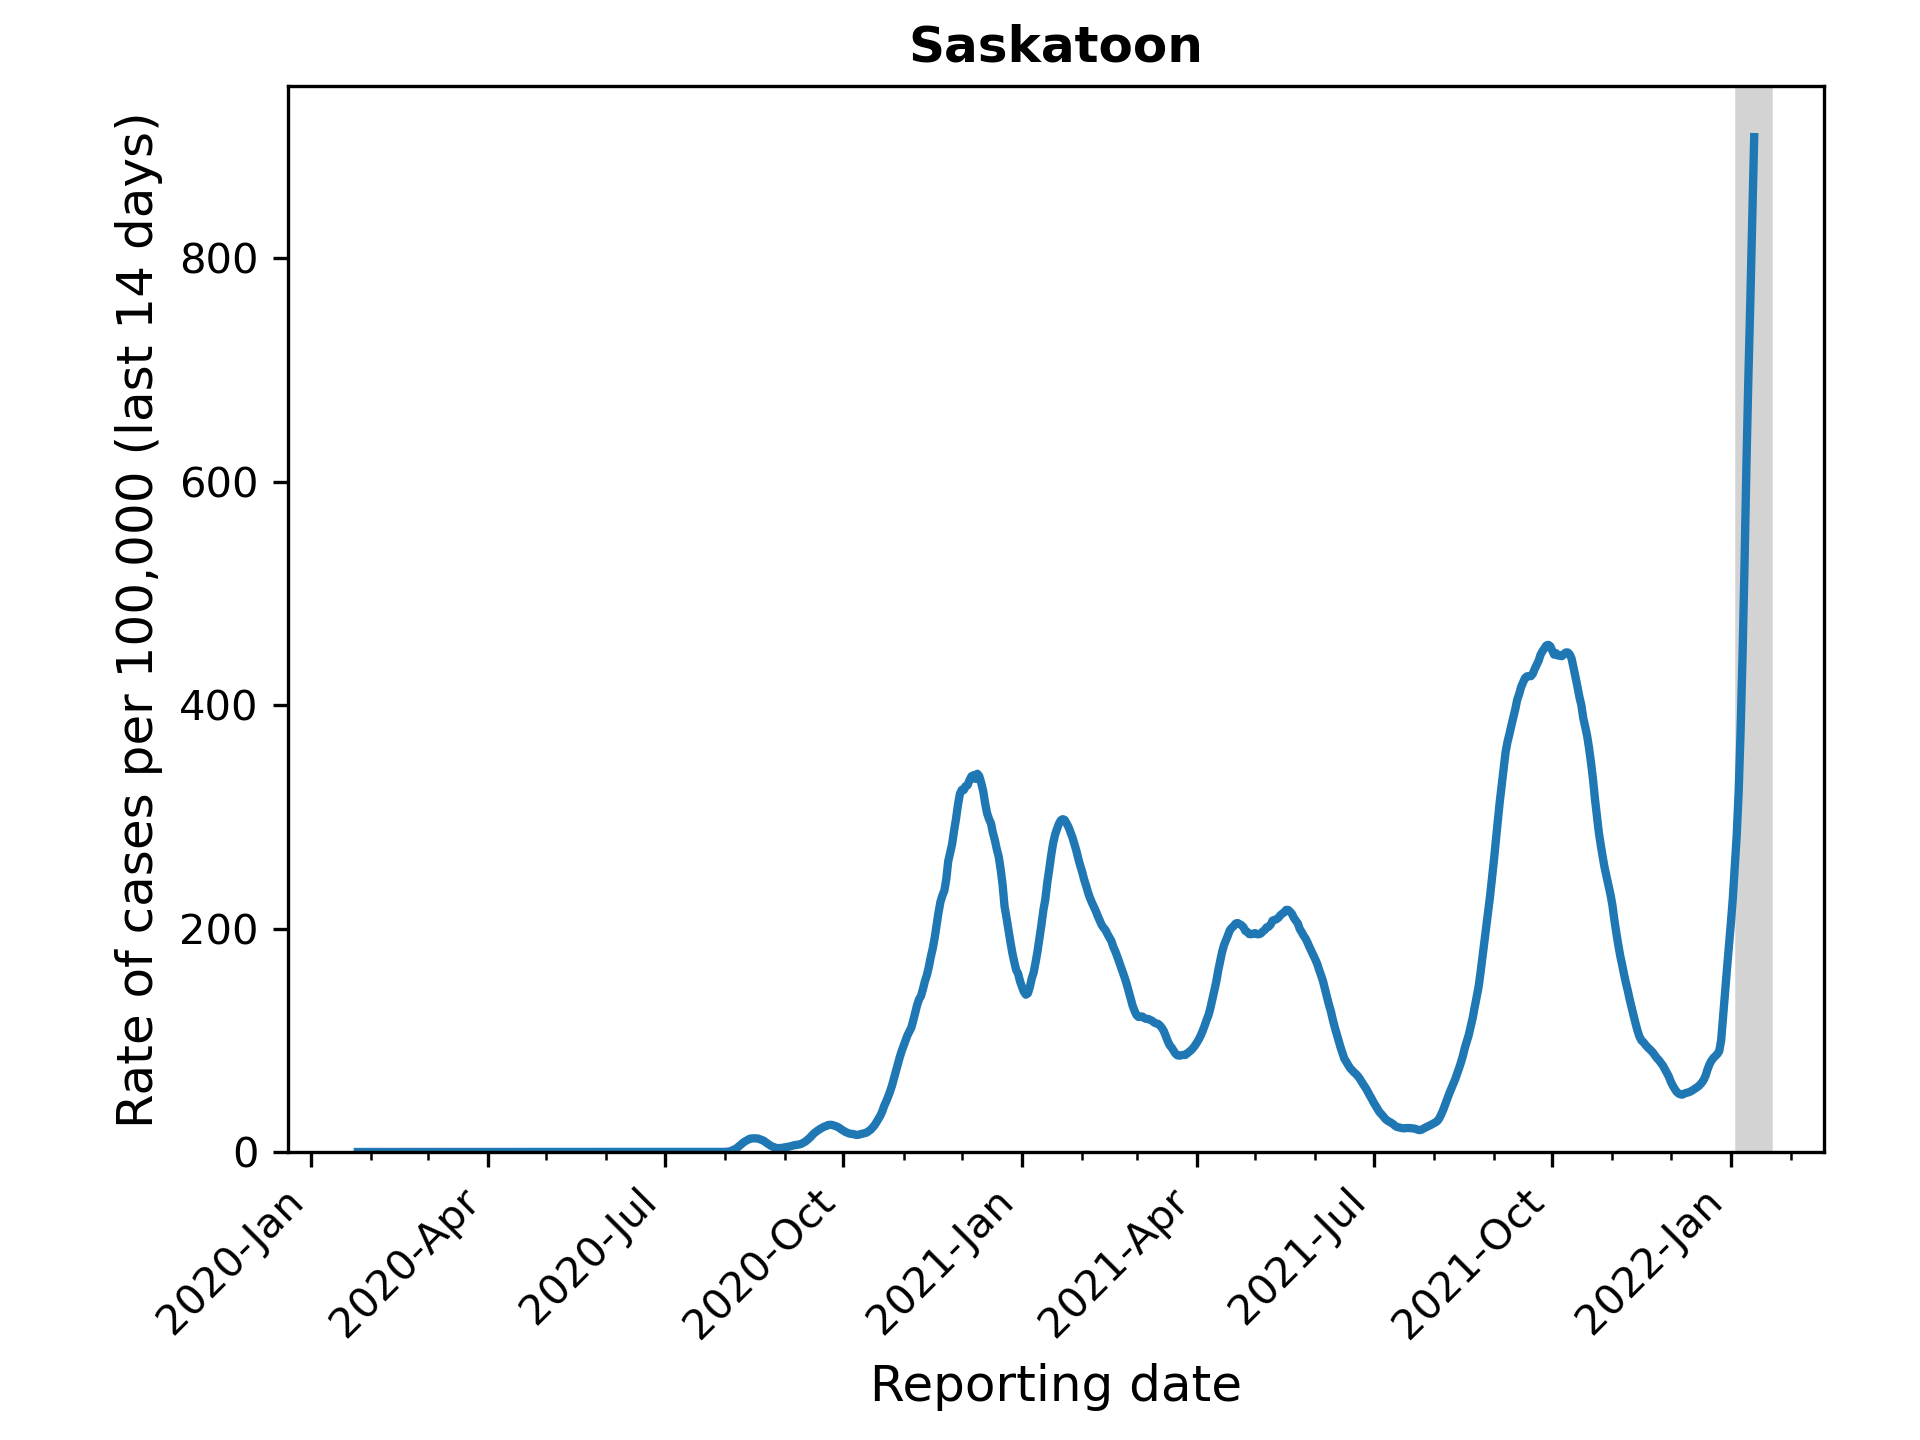 Saskatoon
Rate of cases per 100,000 (last 14 days)
800
600
400
200
0
2020-Jan
2020-Apr
2020-Jul
2020-Oct
2021-Jan
2021-Apr
2021-Jul
2021-Oct
2022-Jan
Reporting date